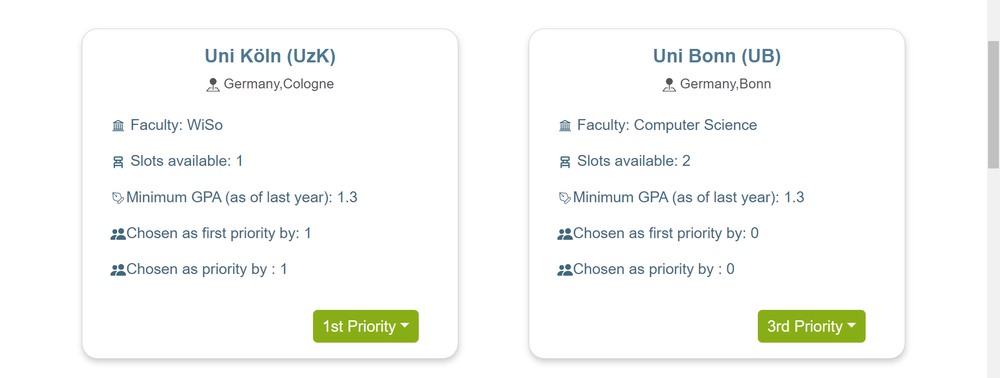 Uni Köln (UzK)
Germany,Cologne
Faculty: WiSo
Slots available: 1
Minimum GPA (as of last year): 1.3
Chosen as first priority by: 1
Chosen as priority by : 1
1st Priority
Uni Bonn (UB)
Germany,Bonn
Faculty: Computer Science
Slots available: 2
Minimum GPA (as of last year): 1.3
Chosen as first priority by: 0
Chosen as priority by : 0
3rd Priority